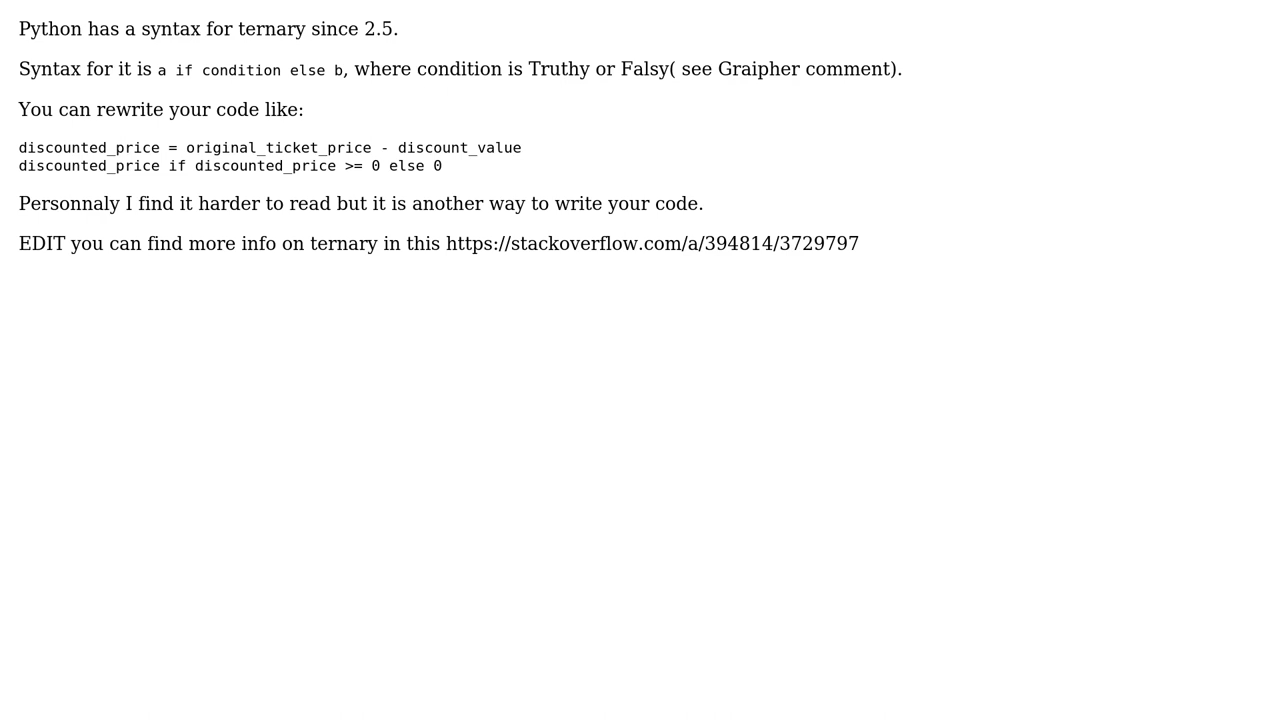 Python has a syntax for ternary since 2.5.
Syntax for it is a if condition else b, where condition is Truthy or Falsy( see Graipher comment).
You can rewrite your code like:
discounted_price = original_ticket_price - discount_value
discounted_price if discounted_price >= 0 else 0
Personnaly I find it harder to read but it is another way to write your code.
EDIT you can find more info on ternary in this https://stackoverflow.com/a/394814/3729797